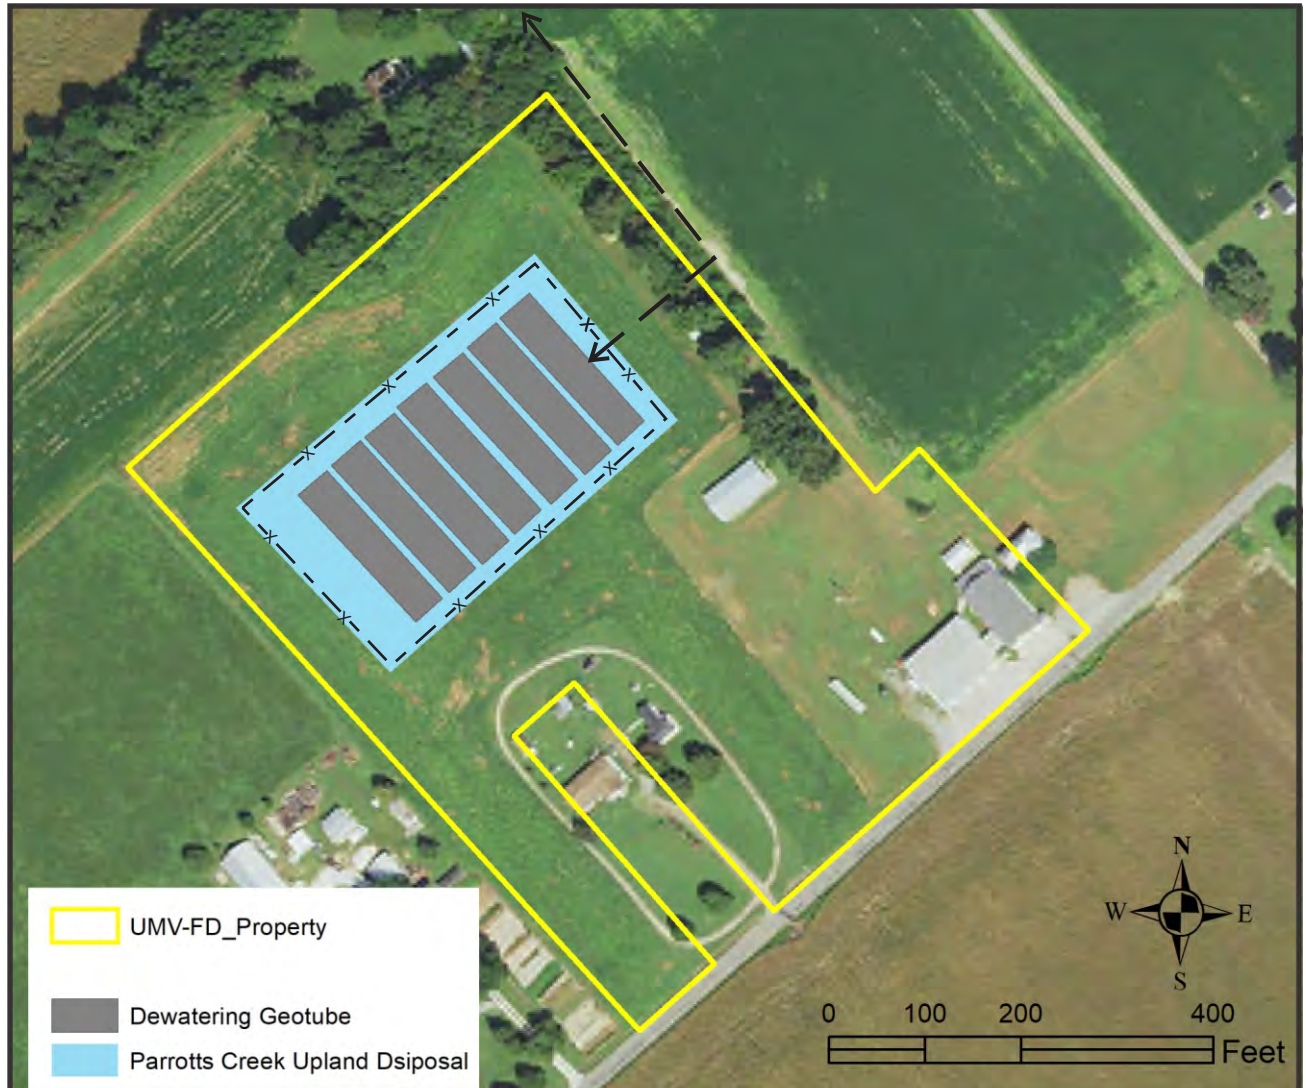 UMV-FD_Property
Dewatering Geotube
Parrotts Creek Upland Dsiposal
N
W E
S
0 100 200 400
Feet
X X X X X X X X X X X X